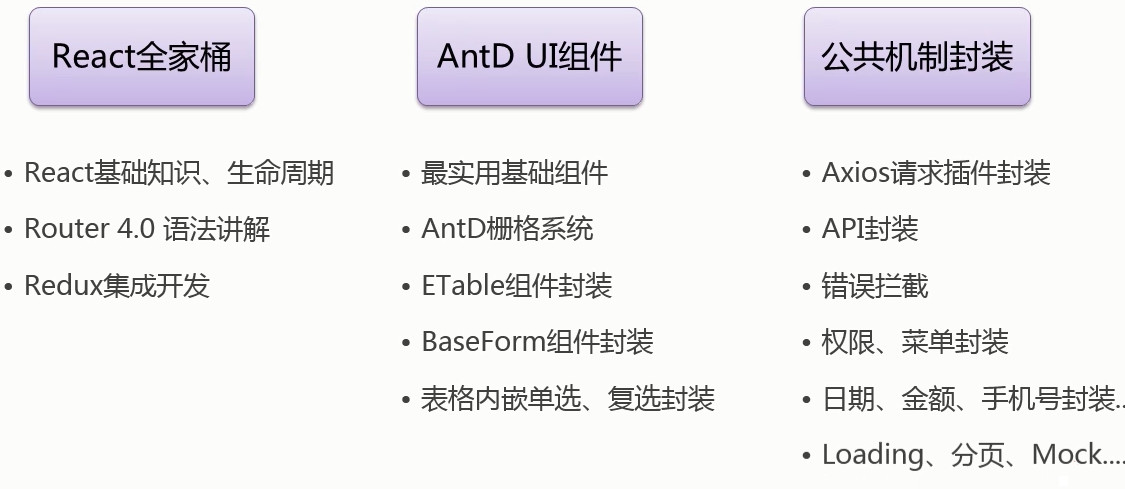 React全家桶
• React基础知识、生命周期
• Router 4.0 语法讲解
• Redux集成开发
AntD UI组件
• 最实用基础组件
• AntD栅格系统
• ETable组件封装
• BaseForm组件封装
• 表格内嵌单选、复选封装
公共机制封装
• Axios请求插件封装
• API封装
• 错误拦截
• 权限、菜单封装
• 日期、金额、手机号封装..
• Loading、分页、Mock....